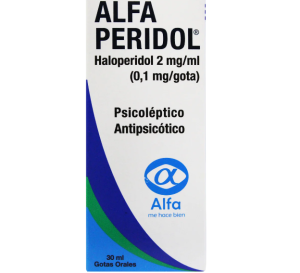 ALFA
PERIDOL®
Haloperidol 2 mg/ml
(0,1 mg/gota)
Psicoléptico
Antipsicótico
α
Alfa
me hace bien
30 ml
Gotas Orales